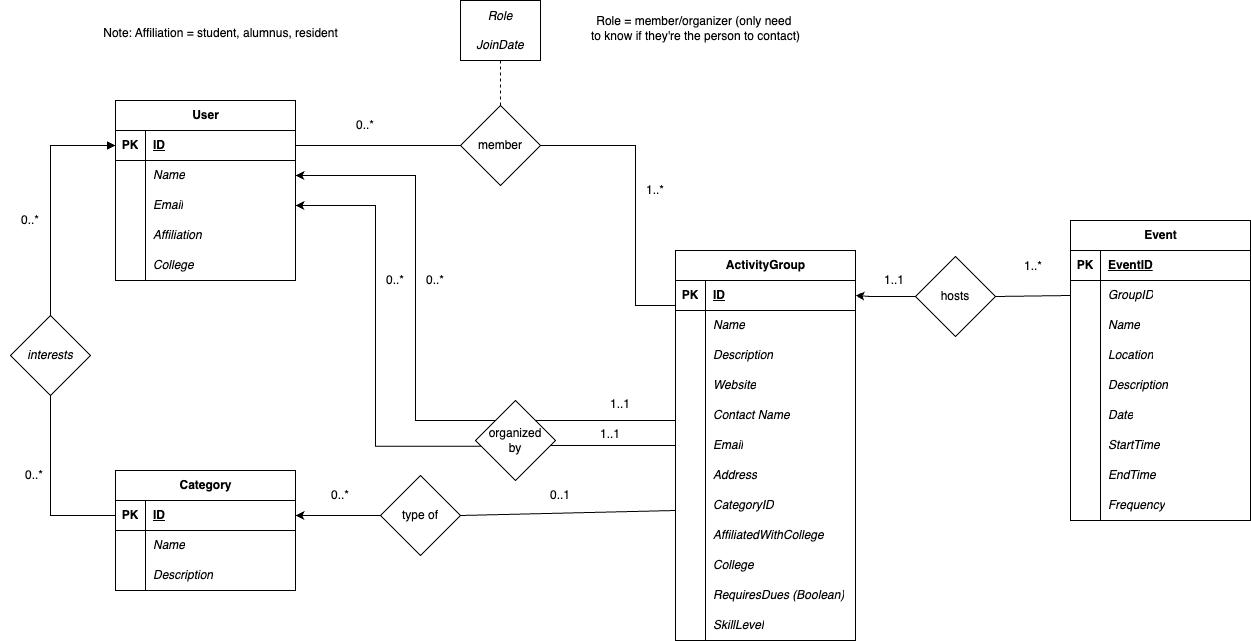 Role
JoinDate
Note: Affiliation = student, alumnus, resident
Role = member/organizer (only need
to know if they're the person to contact)
User
PK ID
Name
Email
Affiliation
College
0..*
member
1..*
0..*
0..*
0..*
interests
0..*
Category
PK ID
Name
Description
organized
by
1..1
1..1
0..*
type of
0..1
ActivityGroup
PK ID
Name
Description
Website
Contact Name
Email
Address
CategoryID
AffiliatedWithCollege
College
RequiresDues (Boolean)
SkillLevel
1..1
hosts
1..*
Event
PK EventID
GroupID
Name
Location
Description
Date
StartTime
EndTime
Frequency